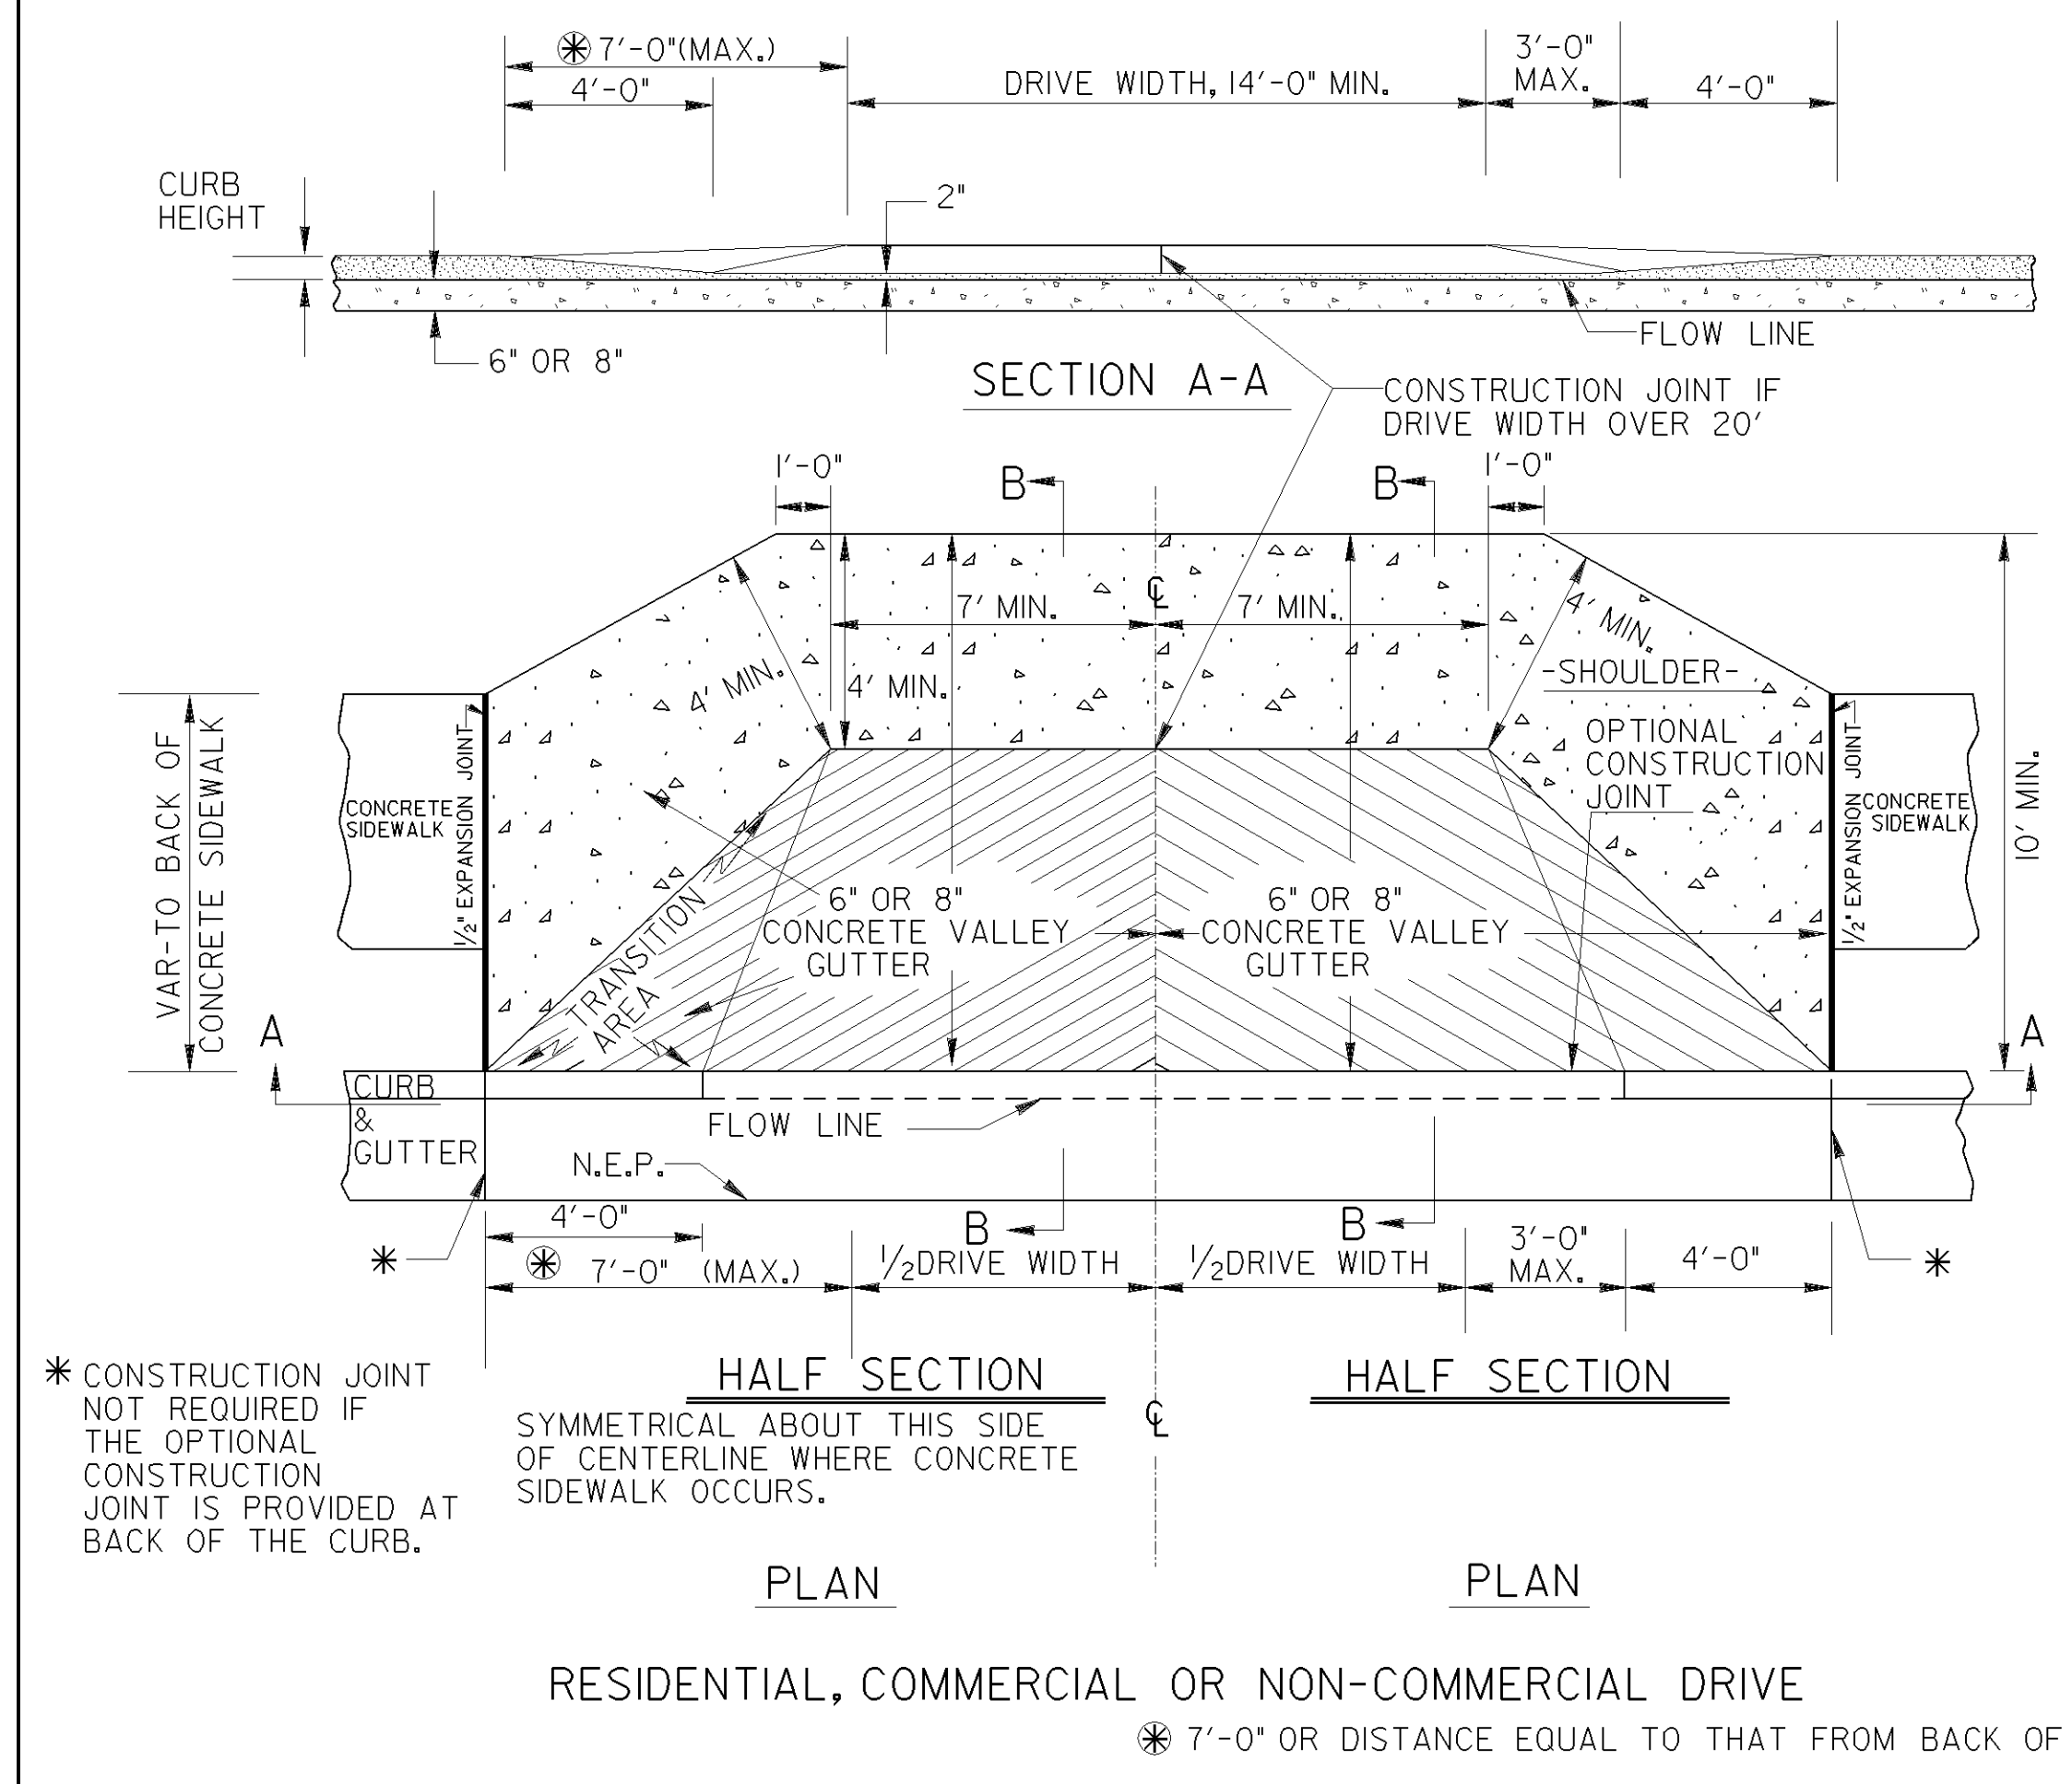 ⊛ 7'-0"(MAX.)
4'-0"
DRIVE WIDTH, 14'-0" MIN.
3'-0"
MAX.
4'-0"
CURB
HEIGHT
2"
6" OR 8"
FLOW LINE
SECTION A-A
CONSTRUCTION JOINT IF
DRIVE WIDTH OVER 20'
1'-0"
B
B
1'-0"
℄
7' MIN.
7' MIN.
4' MIN.
4' MIN.
4' MIN.
-SHOULDER-
OPTIONAL
CONSTRUCTION
JOINT
VAR-TO BACK OF
CONCRETE SIDEWALK
CONCRETE
SIDEWALK
1/2" EXPANSION JOINT
1/2" EXPANSION JOINT
CONCRETE
SIDEWALK
10' MIN.
TRANSITION
AREA
6" OR 8"
CONCRETE VALLEY
GUTTER
6" OR 8"
CONCRETE VALLEY
GUTTER
A
A
CURB
&
GUTTER
FLOW LINE
N.E.P.
4'-0"
B
B
*
⊛ 7'-0" (MAX.)
1/2DRIVE WIDTH
1/2DRIVE WIDTH
3'-0"
MAX.
4'-0"
*
* CONSTRUCTION JOINT
NOT REQUIRED IF
THE OPTIONAL
CONSTRUCTION
JOINT IS PROVIDED AT
BACK OF THE CURB.
HALF SECTION
SYMMETRICAL ABOUT THIS SIDE
OF CENTERLINE WHERE CONCRETE
SIDEWALK OCCURS.
℄
HALF SECTION
PLAN
PLAN
RESIDENTIAL, COMMERCIAL OR NON-COMMERCIAL DRIVE
⊛ 7'-0" OR DISTANCE EQUAL TO THAT FROM BACK OF